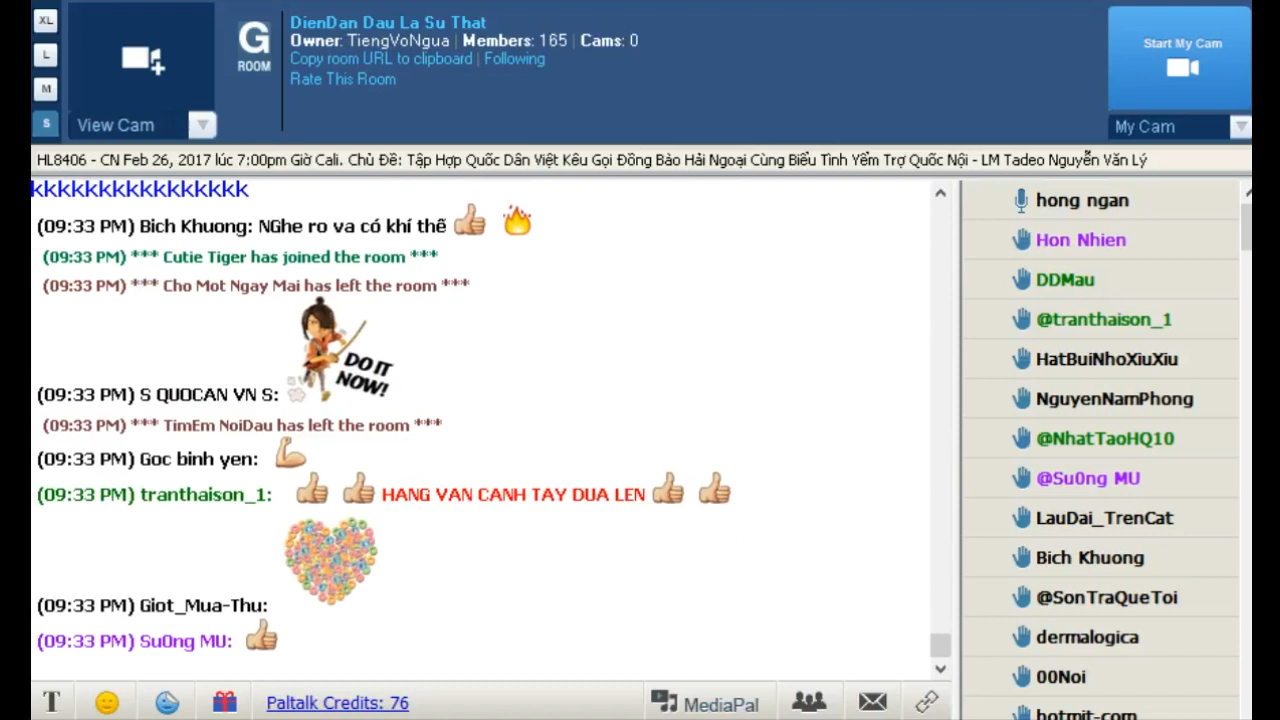 XL
L
M
S
View Cam
G
ROOM
DienDan Dau La Su That
Owner: TiengVoNgua | Members: 165 | Cams: 0
Copy room URL to clipboard | Following
Rate This Room
Start My Cam
My Cam
HL8406 - CN Feb 26, 2017 lúc 7:00pm Giờ Cali. Chủ Đề: Tập Hợp Quốc Dân Việt Kêu Gọi Đồng Bào Hải Ngoại Cùng Biểu Tình Yểm Trợ Quốc Nội - LM Tadeo Nguyễn Văn Lý
kkkkkkkkkkkkkkkk
(09:33 PM) Bich Khuong: NGhe ro va có khí thế
(09:33 PM) *** Cutie Tiger has joined the room ***
(09:33 PM) *** Cho Mot Ngay Mai has left the room ***
DO IT
NOW!
(09:33 PM) S QUOCAN VN S:
(09:33 PM) *** TimEm NoiDau has left the room ***
(09:33 PM) Goc binh yen:
(09:33 PM) tranthaison_1: HANG VAN CANH TAY DUA LEN
(09:33 PM) Giot_Mua-Thu:
(09:33 PM) Su0ng MU:
hong ngan
Hon Nhien
DDMau
@tranthaison_1
HatBuiNhoXiuXiu
NguyenNamPhong
@NhatTaoHQ10
@Su0ng MU
LauDai_TrenCat
Bich Khuong
@SonTraQueToi
dermalogica
00Noi
hotmit-com
T
Paltalk Credits: 76
MediaPal